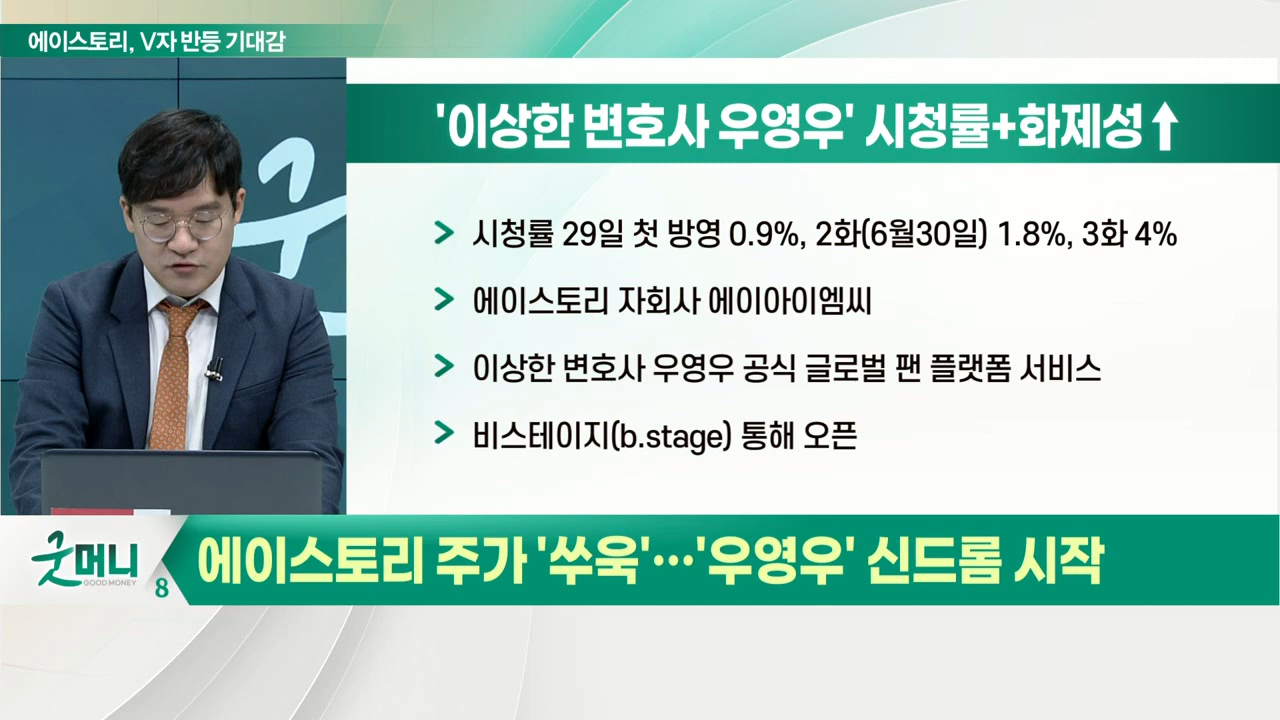 에이스토리, V자 반등 기대감
'이상한 변호사 우영우' 시청률+화제성↑
> 시청률 29일 첫 방영 0.9%, 2화(6월30일) 1.8%, 3화 4%
> 에이스토리 자회사 에이아이엠씨
> 이상한 변호사 우영우 공식 글로벌 팬 플랫폼 서비스
> 비스테이지(b.stage) 통해 오픈
굿머니
GOOD MONEY
8
에이스토리 주가 '쑤욱'…'우영우' 신드롬 시작